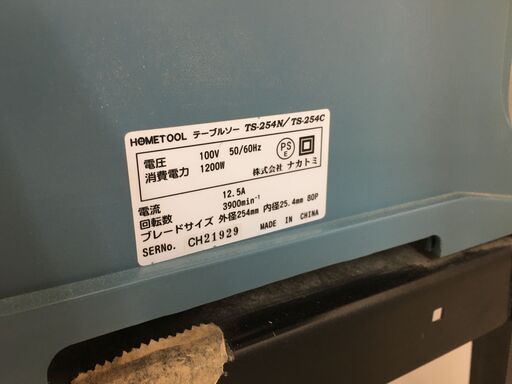 HOMETOOL テーブルソー TS-254N/TS-254C
電圧 100V 50/60Hz
消費電力 1200W
PS
E
株式会社 ナカトミ
電流 12.5A
回転数 3900min⁻¹
ブレードサイズ 外径254mm 内径25.4mm 80P
SERNo. CH21929 MADE IN CHINA